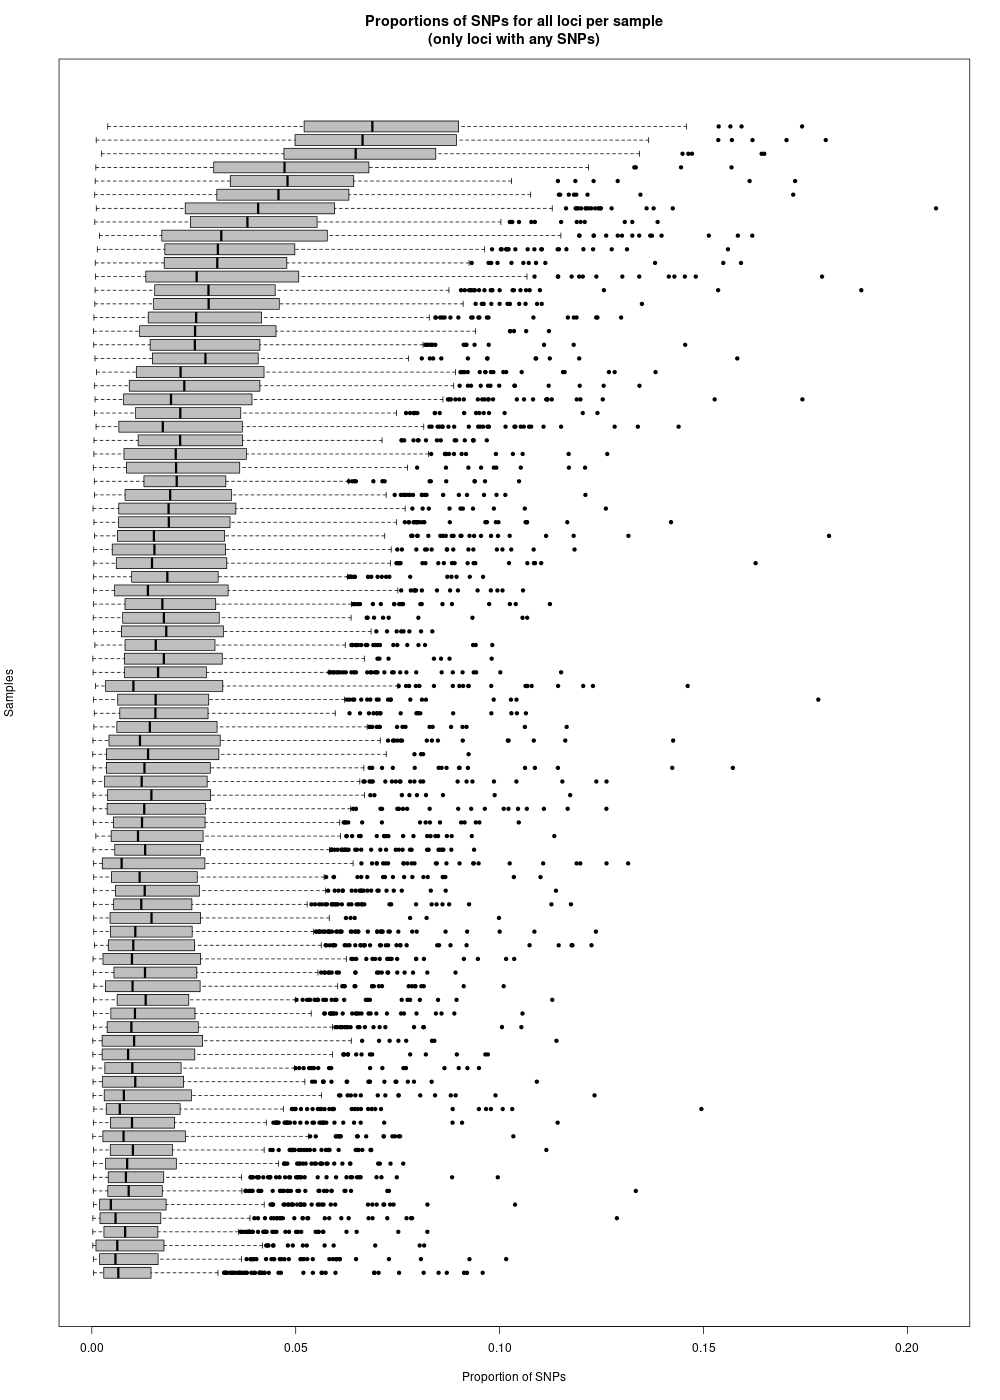 Proportions of SNPs for all loci per sample
(only loci with any SNPs)
Samples
0.00 0.05 0.10 0.15 0.20
Proportion of SNPs